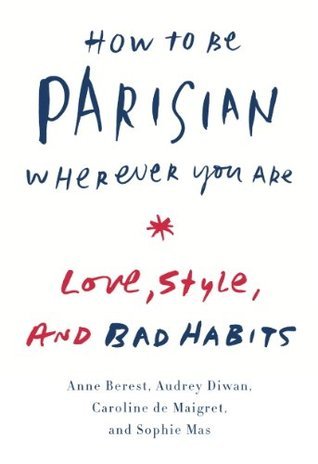 HOW TO BE
PARISIAN
WHEREVER YOU ARE
*
Love, Style,
AND BAD HABITS
Anne Berest, Audrey Diwan,
Caroline de Maigret,
and Sophie Mas